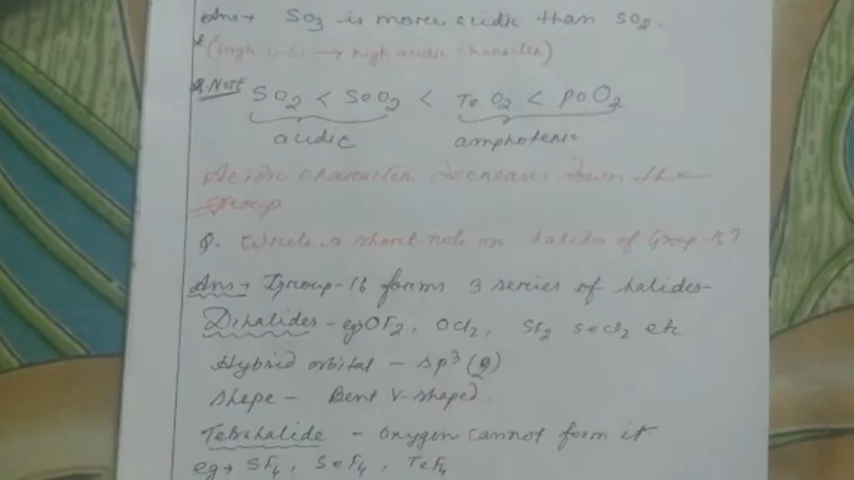 Ans → SO3 is more acidic than SO2.
* (High O.S. → high acidic character)
Q. Note SO2 < SeO2 < TeO2 < PoO2
acidic amphoteric
Acidic character decreases down the
group
Q. Write a short note on halides of Group-16?
Ans → Group-16 forms 3 series of halides-
Dihalides - eg OF2, OCl2, SF2 SeCl2 etc
Hybrid orbital - sp3 (2)
Shape - Bent V-shaped.
Tetrahalide - Oxygen cannot form it
eg → SF4, SeF4, TeF4